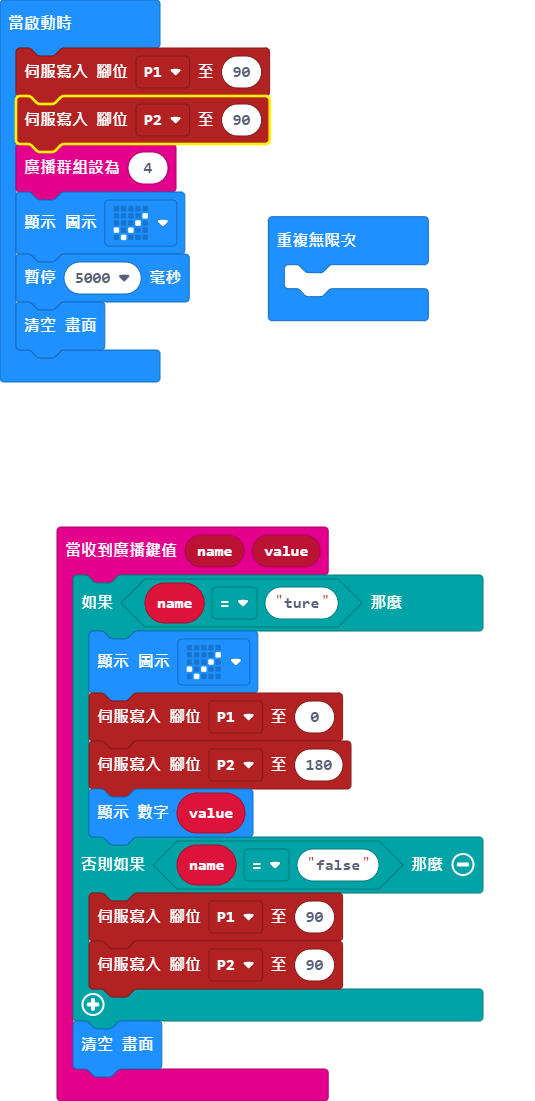 當啟動時
伺服寫入 腳位 P1 至 90
伺服寫入 腳位 P2 至 90
廣播群組設為 4
顯示 圖示
暫停 5000 毫秒
清空 畫面
重複無限次
當收到廣播鍵值 name value
如果 name = "ture" 那麼
顯示 圖示
伺服寫入 腳位 P1 至 0
伺服寫入 腳位 P2 至 180
顯示 數字 value
否則如果 name = "false" 那麼
伺服寫入 腳位 P1 至 90
伺服寫入 腳位 P2 至 90
清空 畫面